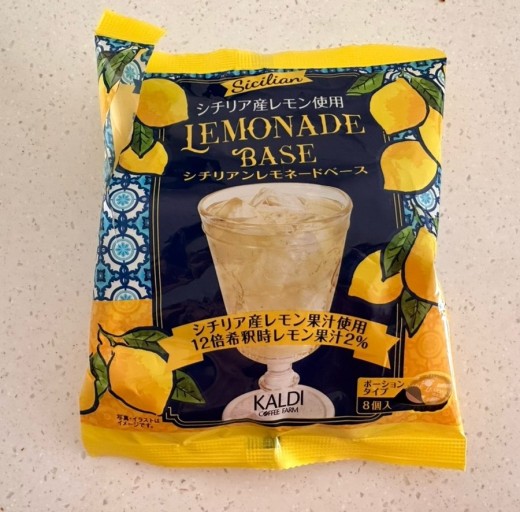 Sicilian
シチリア産レモン使用
LEMONADE
BASE
シチリアンレモネードベース
シチリア産レモン果汁使用
12倍希釈時レモン果汁2%
KALDI
COFFEE FARM
ポーション
タイプ
8個入
写真・イラストは
イメージです。